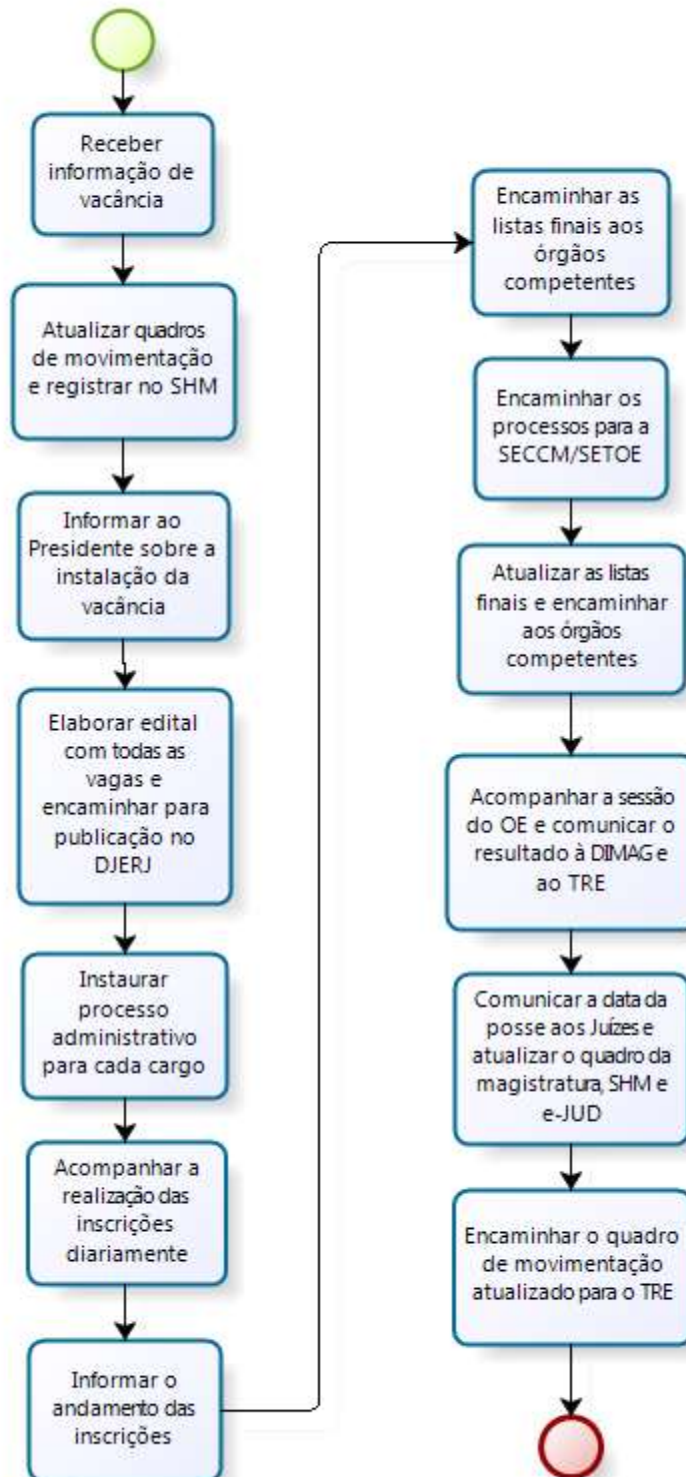 Receber
informação de
vacância
Atualizar quadros
de movimentação
e registrar no SHM
Informar ao
Presidente sobre a
instalação da
vacância
Elaborar edital
com todas as
vagas e
encaminhar para
publicação no
DJERJ
Instaurar
processo
administrativo
para cada cargo
Acompanhar a
realização das
inscrições
diariamente
Informar o
andamento das
inscrições
Encaminhar as
listas finais aos
órgãos
competentes
Encaminhar os
processos para a
SECCM/SETOE
Atualizar as listas
finais e encaminhar
aos órgãos
competentes
Acompanhar a sessão
do OE e comunicar o
resultado à DIMAG e
ao TRE
Comunicar a data da
posse aos Juízes e
atualizar o quadro da
magistratura, SHM e
e-JUD
Encaminhar o quadro
de movimentação
atualizado para o TRE